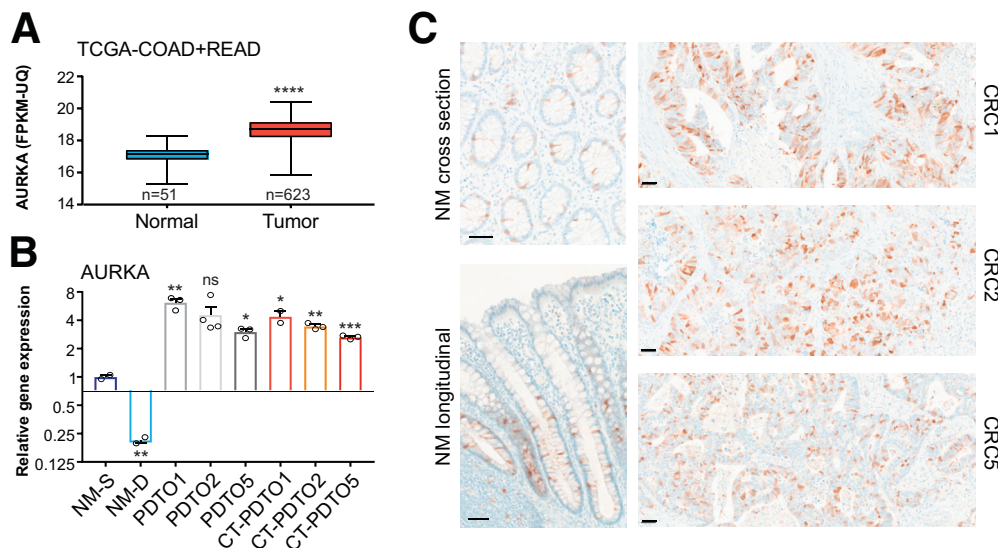 A
TCGA-COAD+READ
AURKA (FPKM-UQ)
22
20
18
16
14
****
n=51
n=623
Normal
Tumor
B
AURKA
Relative gene expression
8
4
2
1
0.5
0.25
0.125
**
**
ns
*
*
**
***
NM-S
NM-D
PDTO1
PDTO2
PDTO5
CT-PDTO1
CT-PDTO2
CT-PDTO5
C
NM cross section
NM longitudinal
CRC1
CRC2
CRC5